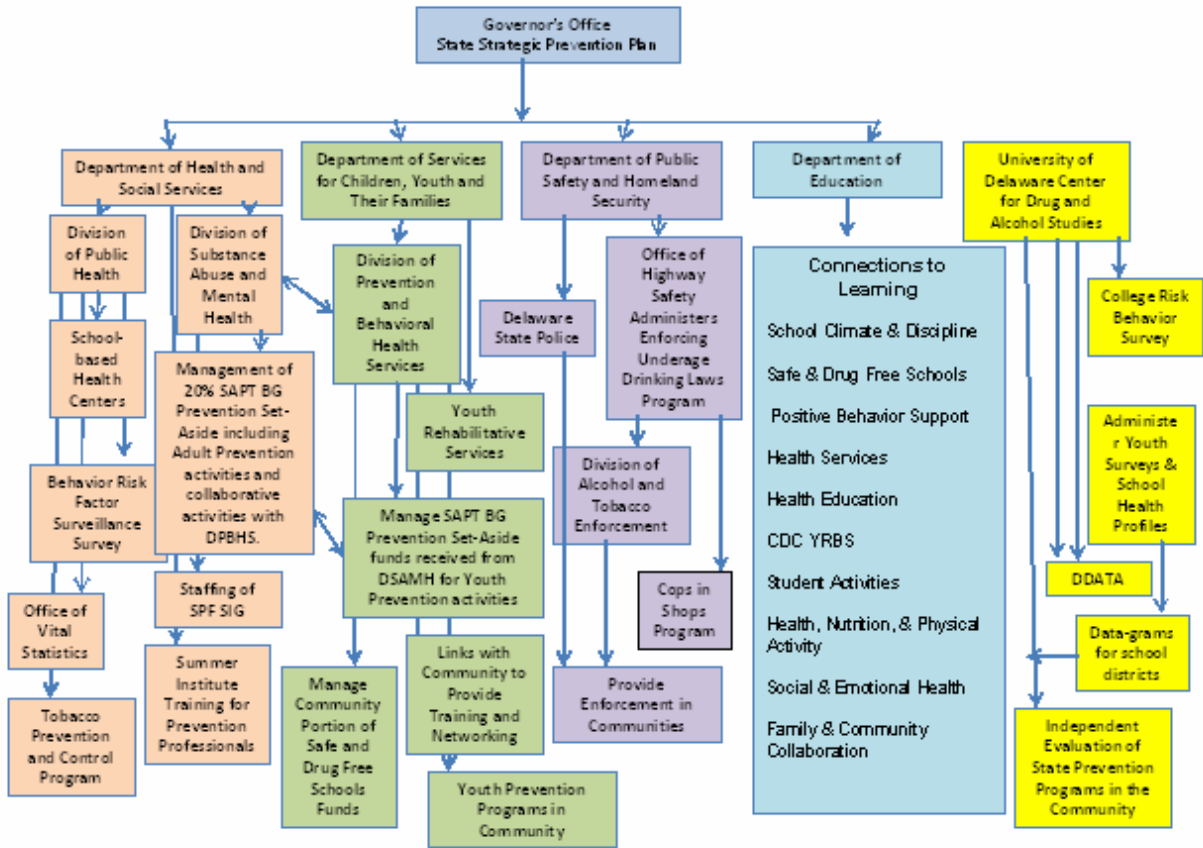 Governor's Office
State Strategic Prevention Plan
Department of Health and
Social Services
Department of Services
for Children, Youth and
Their Families
Department of Public
Safety and Homeland
Security
Department of
Education
University of
Delaware Center
for Drug and
Alcohol Studies
Division
of Public
Health
Division of
Substance
Abuse and
Mental
Health
Division of
Prevention
and
Behavioral
Health
Services
Delaware
State Police
Office of
Highway
Safety
Administers
Enforcing
Underage
Drinking Laws
Program
Connections to
Learning
School Climate & Discipline
Safe & Drug Free Schools
Positive Behavior Support
Health Services
Health Education
CDC YRBS
Student Activities
Health, Nutrition, & Physical
Activity
Social & Emotional Health
Family & Community
Collaboration
College Risk
Behavior
Survey
School-
based
Health
Centers
Management of
20% SAPT BG
Prevention Set-
Aside including
Adult Prevention
activities and
collaborative
activities with
DPBHS.
Youth
Rehabilitative
Services
Administe
r Youth
Surveys &
School
Health
Profiles
Behavior Risk
Factor
Surveillance
Survey
Manage SAPT BG
Prevention Set-Aside
funds received from
DSAMH for Youth
Prevention activities
Division of
Alcohol and
Tobacco
Enforcement
DDATA
Office of
Vital
Statistics
Staffing of
SPF SIG
Cops in
Shops
Program
Data-grams
for school
districts
Tobacco
Prevention
and Control
Program
Summer
Institute
Training for
Prevention
Professionals
Manage
Community
Portion of
Safe and
Drug Free
Schools
Funds
Links with
Community to
Provide
Training and
Networking
Provide
Enforcement in
Communities
Independent
Evaluation of
State Prevention
Programs in the
Community
Youth Prevention
Programs in
Community